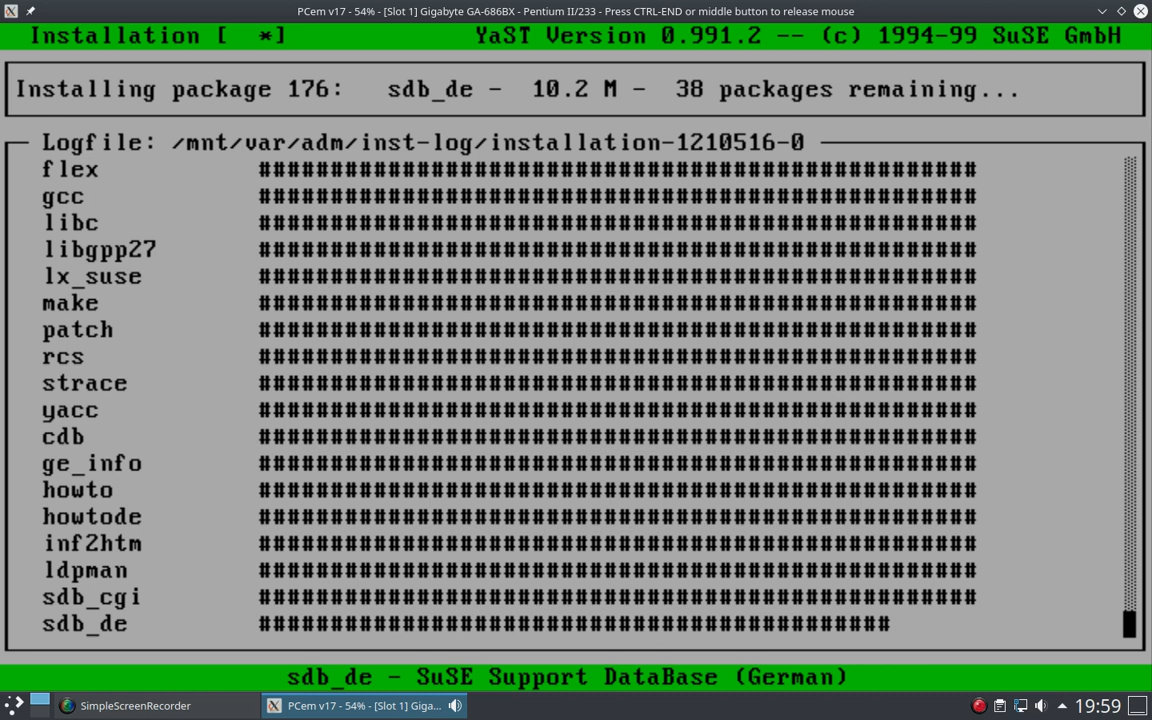 PCem v17 - 54% - [Slot 1] Gigabyte GA-686BX - Pentium II/233 - Press CTRL-END or middle button to release mouse
Installation [  *] YaST Version 0.991.2 -- (c) 1994-99 SuSE GmbH
Installing package 176:   sdb_de -  10.2 M -  38 packages remaining...
Logfile: /mnt/var/adm/inst-log/installation-1210516-0
flex ##################################################
gcc ##################################################
libc ##################################################
libgpp27 ##################################################
lx_suse ##################################################
make ##################################################
patch ##################################################
rcs ##################################################
strace ##################################################
yacc ##################################################
cdb ##################################################
ge_info ##################################################
howto ##################################################
howtode ##################################################
inf2htm ##################################################
ldpman ##################################################
sdb_cgi ##################################################
sdb_de ############################################
sdb_de - SuSE Support DataBase (German)
SimpleScreenRecorder PCem v17 - 54% - [Slot 1] Giga... 19:59